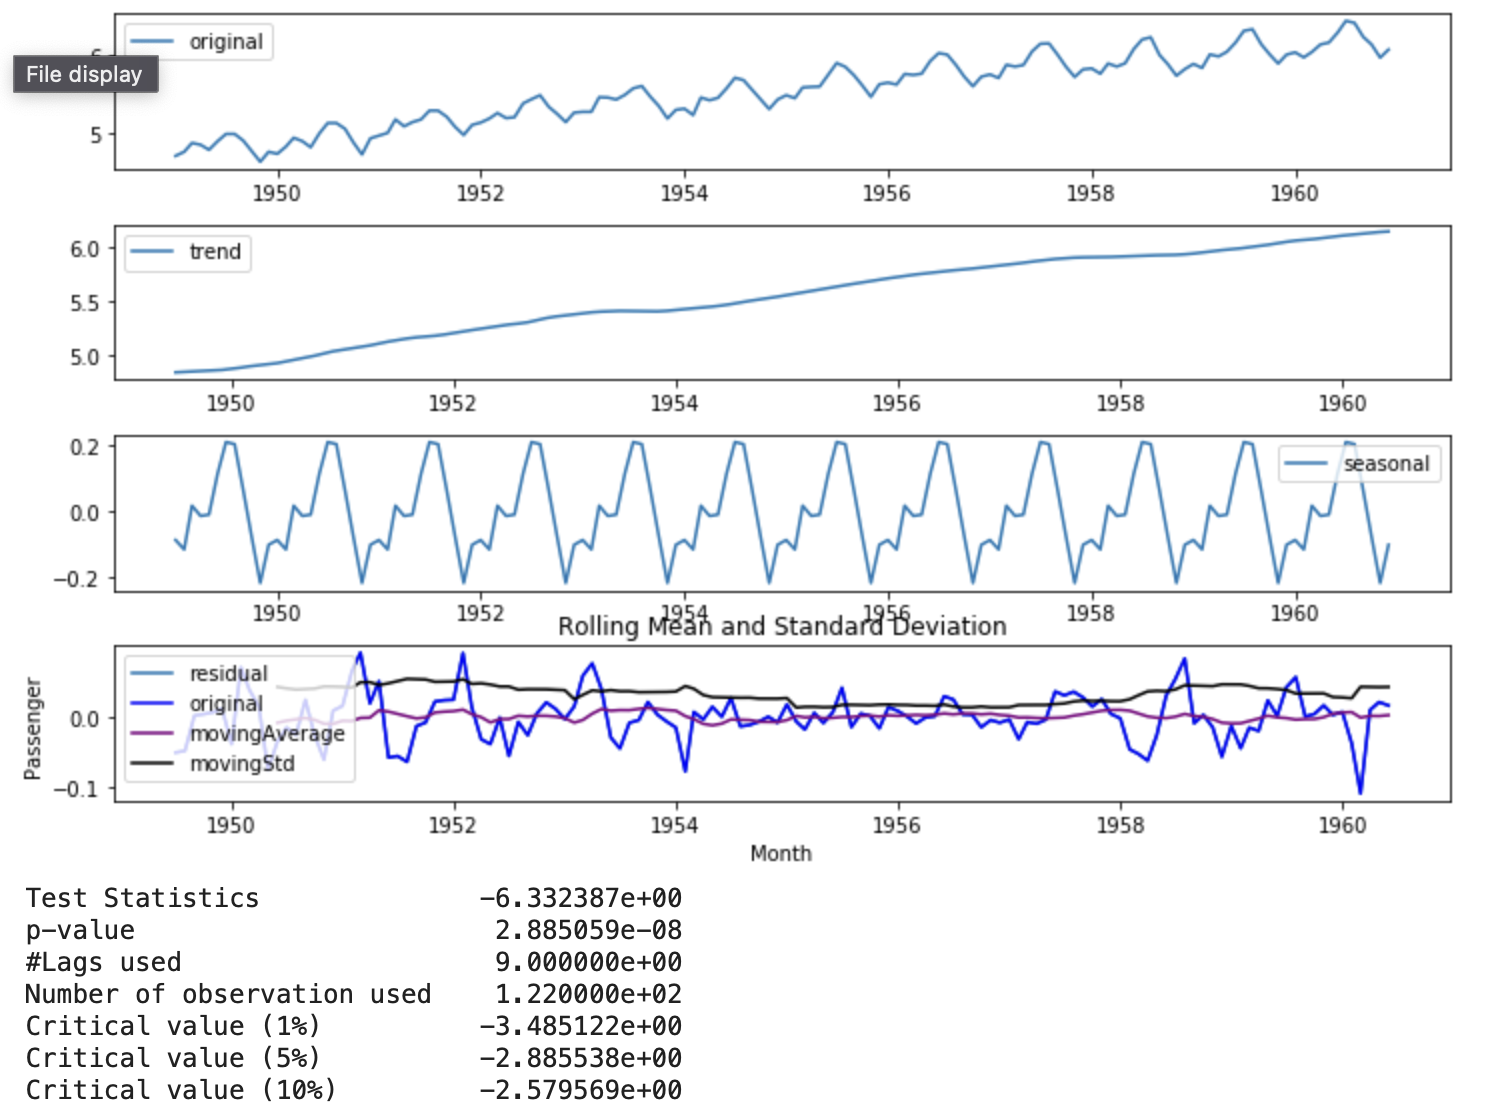 original
6
File display
5
1950 1952 1954 1956 1958 1960
trend
6.0
5.5
5.0
1950 1952 1954 1956 1958 1960
0.2
seasonal
0.0
−0.2
1950 1952 1954 1956 1958 1960
Rolling Mean and Standard Deviation
residual
original
movingAverage
movingStd
Passenger
0.0
−0.1
1950 1952 1954 1956 1958 1960
Month
Test Statistics −6.332387e+00
p-value 2.885059e-08
#Lags used 9.000000e+00
Number of observation used 1.220000e+02
Critical value (1%) −3.485122e+00
Critical value (5%) −2.885538e+00
Critical value (10%) −2.579569e+00